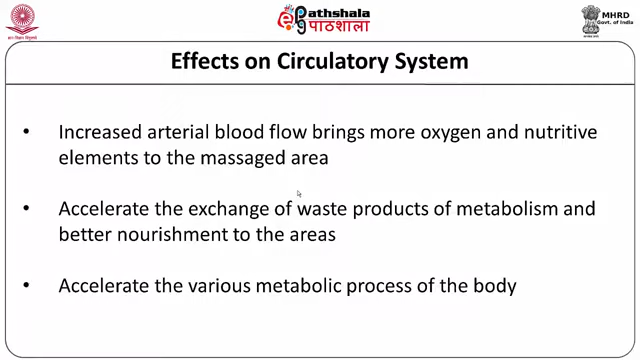 Pathshala
पाठशाला
MHRD
Govt. of India
Effects on Circulatory System
• Increased arterial blood flow brings more oxygen and nutritive
elements to the massaged area
• Accelerate the exchange of waste products of metabolism and
better nourishment to the areas
• Accelerate the various metabolic process of the body